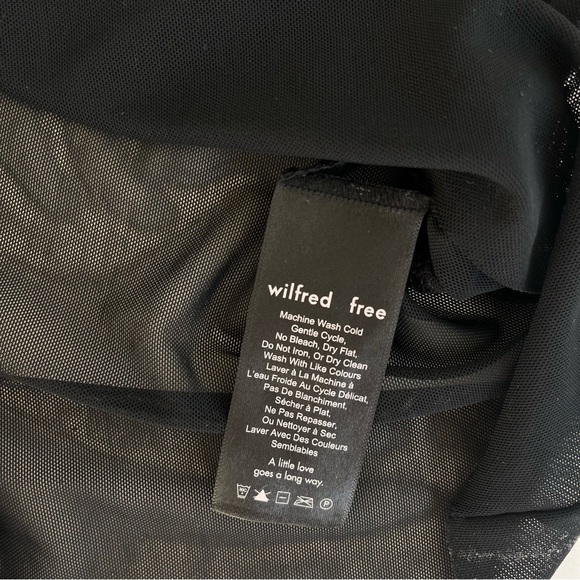 wilfred free
Machine Wash Cold
Gentle Cycle,
No Bleach, Dry Flat,
Do Not Iron, Or Dry Clean
Wash With Like Colours
Laver à La Machine à
L'eau Froide Au Cycle Délicat,
Pas De Blanchiment,
Sécher à Plat,
Ne Pas Repasser,
Ou Nettoyer à Sec
Laver Avec Des Couleurs
Semblables
A little love
goes a long way.